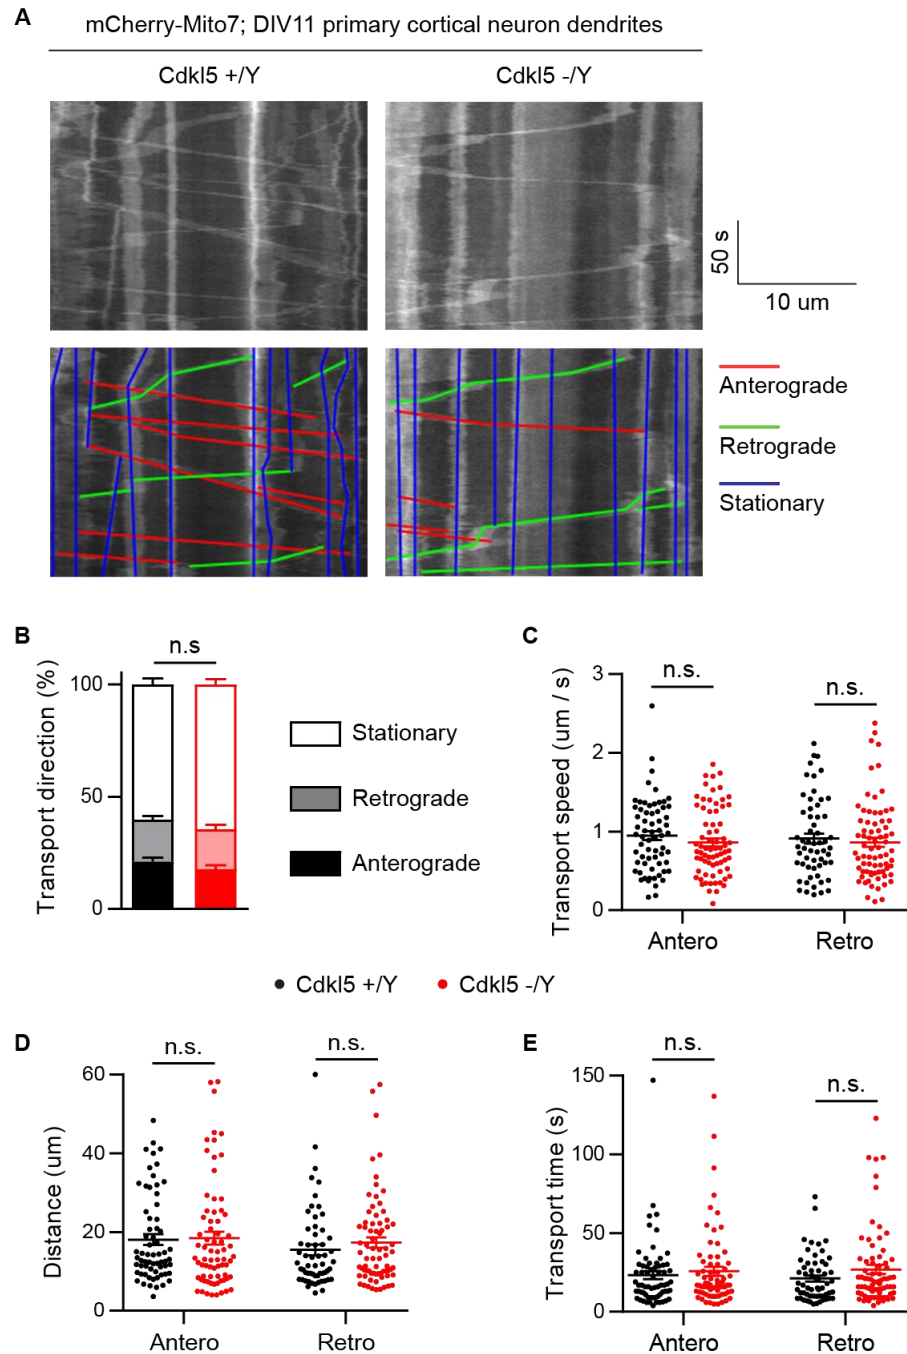 A
mCherry-Mito7; DIV11 primary cortical neuron dendrites
Cdkl5 +/Y
Cdkl5 -/Y
50 s
10 um
Anterograde
Retrograde
Stationary
B
n.s
Transport direction (%)
100
50
0
Stationary
Retrograde
Anterograde
C
n.s.
n.s.
Transport speed (um / s)
3
2
1
0
Antero
Retro
Cdkl5 +/Y
Cdkl5 -/Y
D
n.s.
n.s.
Distance (um)
60
40
20
0
Antero
Retro
E
n.s.
n.s.
Transport time (s)
150
100
50
0
Antero
Retro